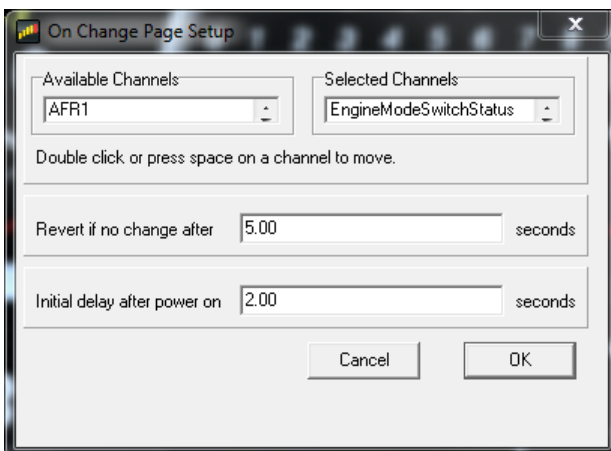 On Change Page Setup
x
Available Channels
Selected Channels
AFR1
EngineModeSwitchStatus
Double click or press space on a channel to move.
Revert if no change after 5.00 seconds
Initial delay after power on 2.00 seconds
Cancel OK